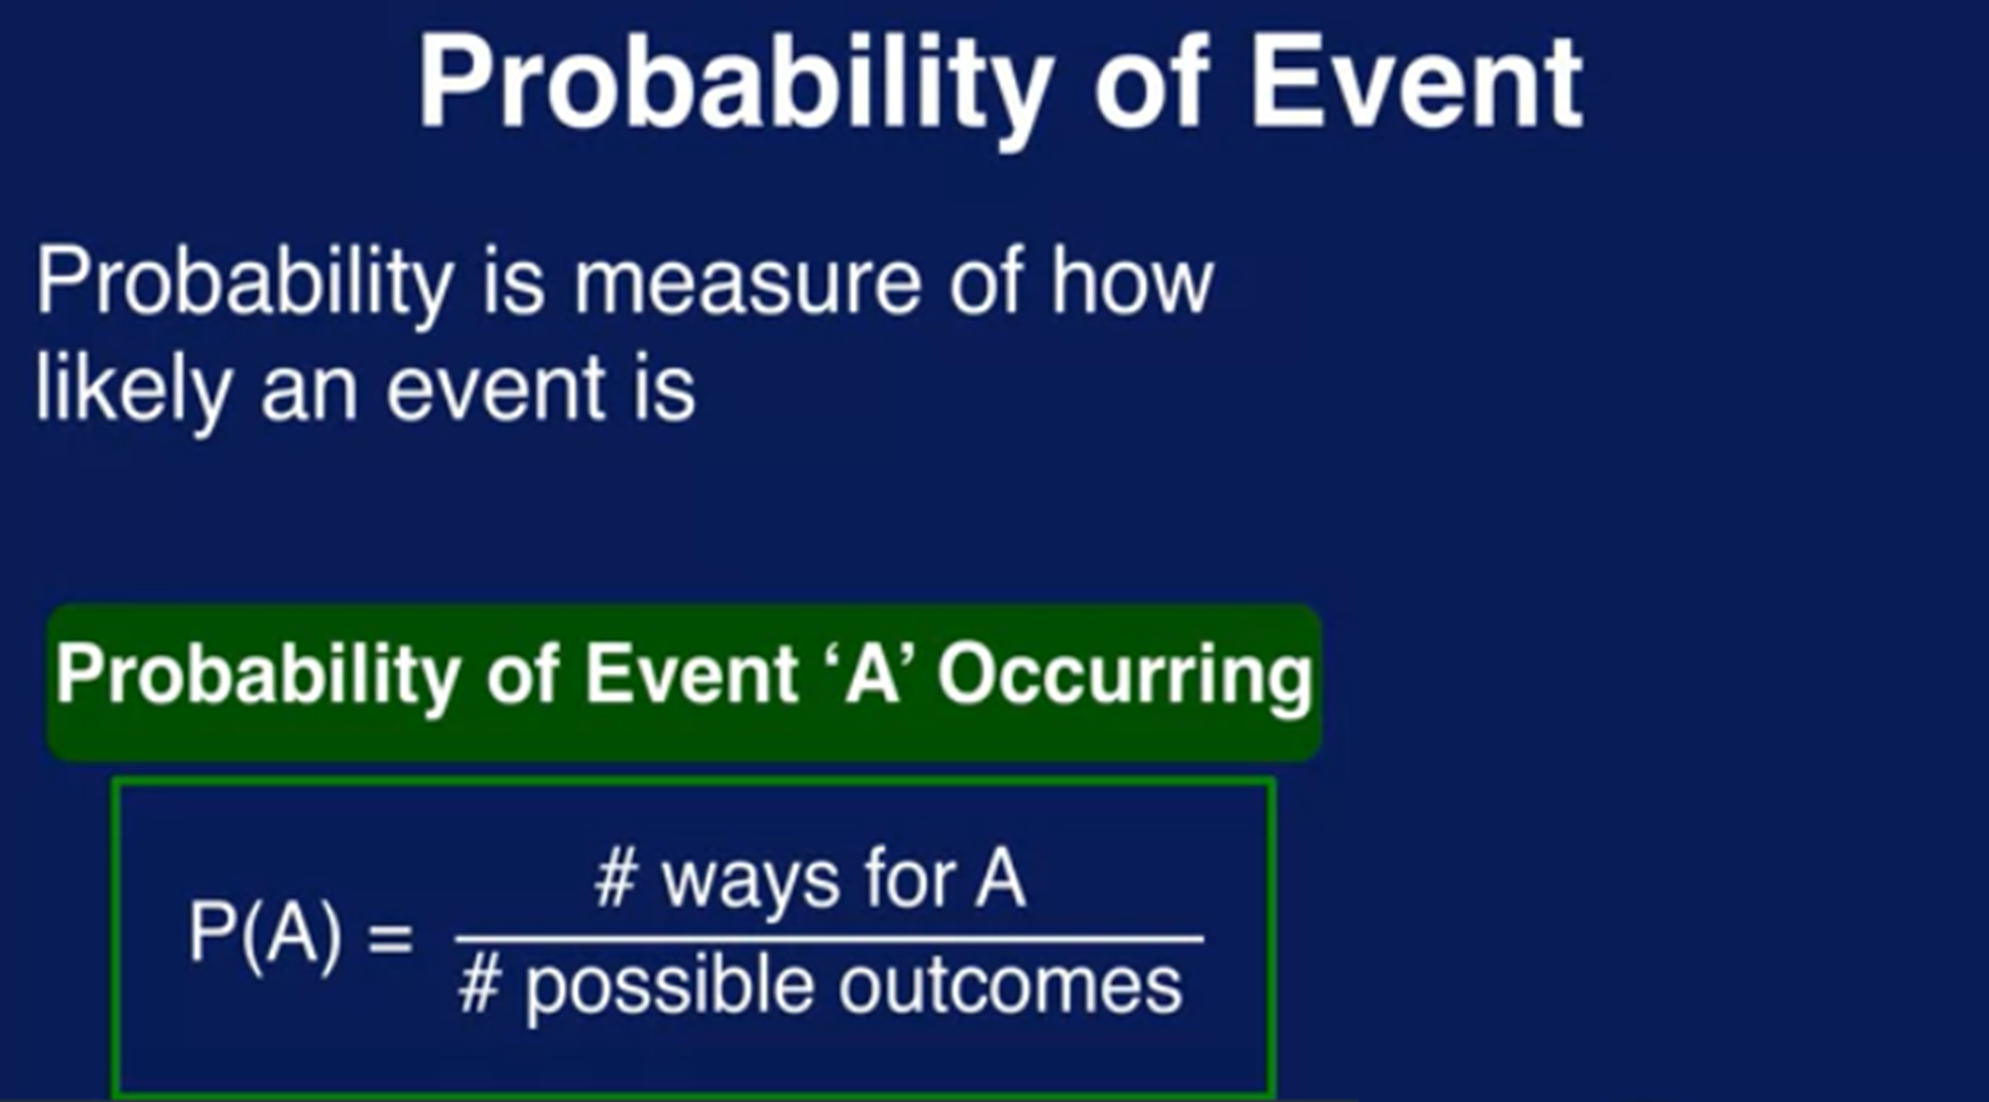 Probability of Event
Probability is measure of how
likely an event is
Probability of Event ‘A’ Occurring
# ways for A
P(A) =
# possible outcomes